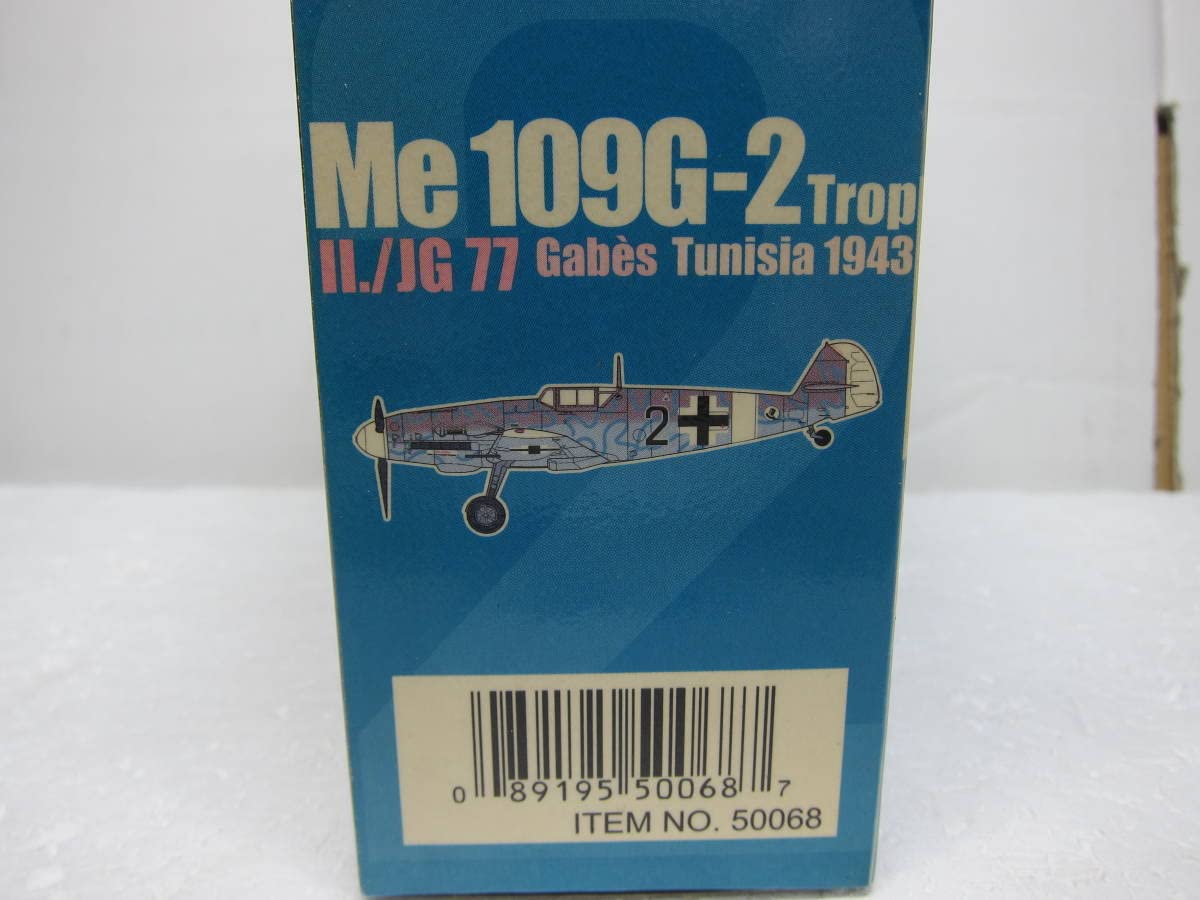 Me 109G-2 Trop
II./JG 77 Gabès Tunisia 1943
2
0 89195 50068 7
ITEM NO. 50068